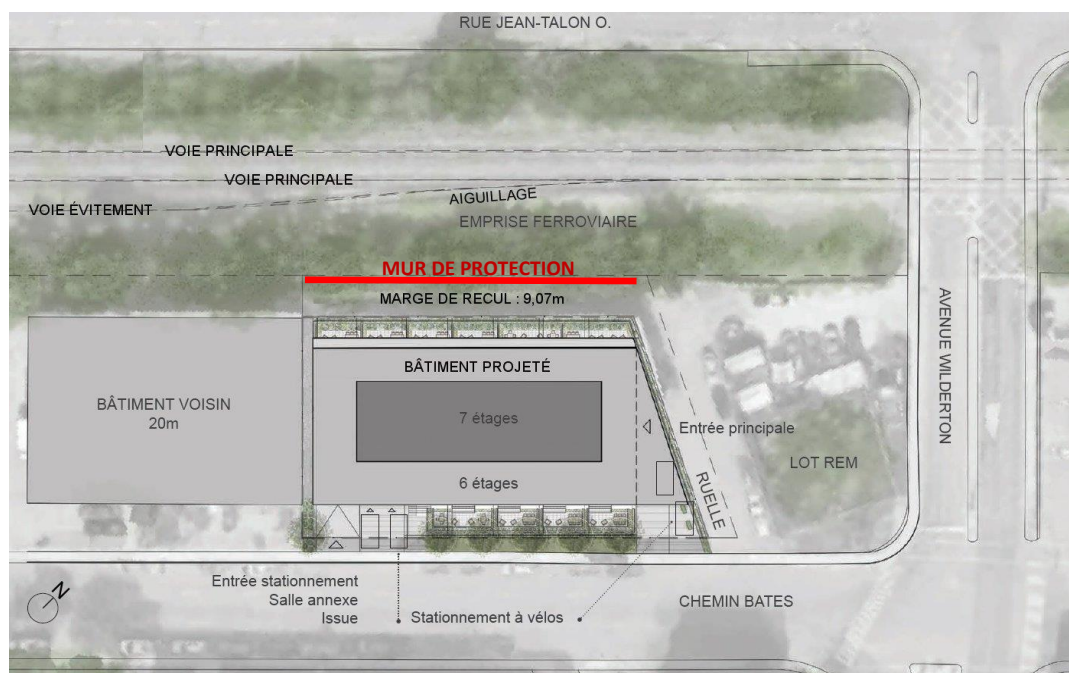 RUE JEAN-TALON O.
VOIE PRINCIPALE
VOIE PRINCIPALE
AIGUILLAGE
VOIE ÉVITEMENT
EMPRISE FERROVIAIRE
MUR DE PROTECTION
MARGE DE RECUL : 9,07m
AVENUE WILDERTON
BÂTIMENT PROJETÉ
BÂTIMENT VOISIN
20m
7 étages
Entrée principale
LOT REM
6 étages
RUELLE
N
Entrée stationnement
Salle annexe
Issue
Stationnement à vélos
CHEMIN BATES